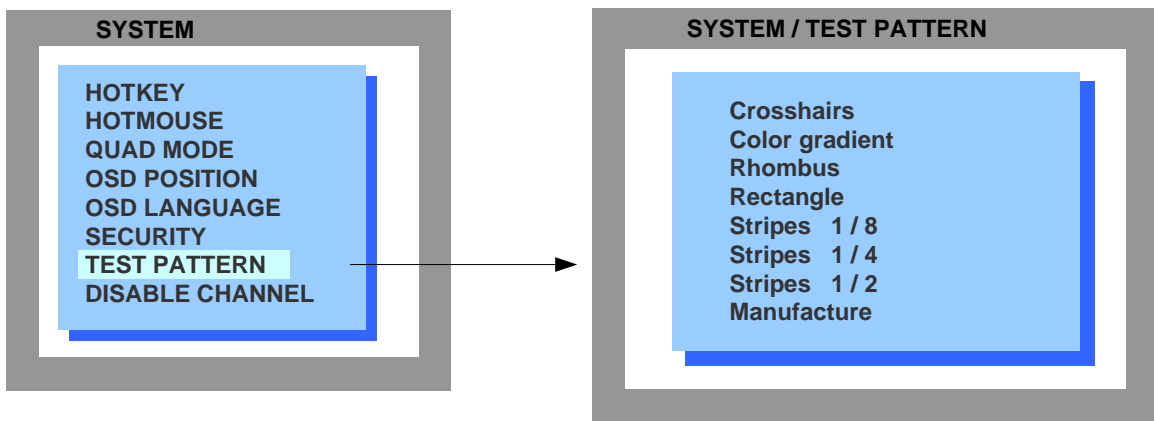 SYSTEM
HOTKEY
HOTMOUSE
QUAD MODE
OSD POSITION
OSD LANGUAGE
SECURITY
TEST PATTERN
DISABLE CHANNEL
SYSTEM / TEST PATTERN
Crosshairs
Color gradient
Rhombus
Rectangle
Stripes 1 / 8
Stripes 1 / 4
Stripes 1 / 2
Manufacture